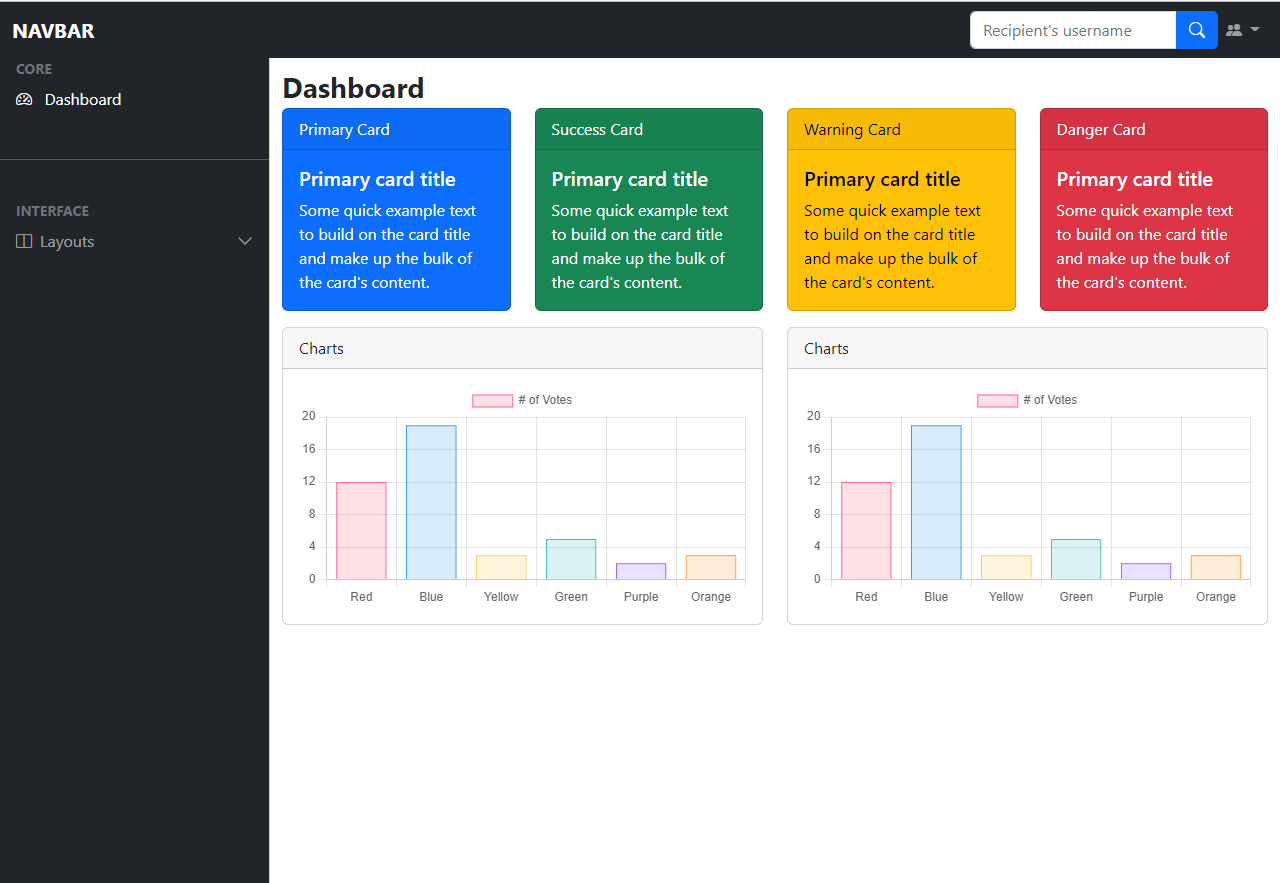 NAVBAR
Recipient's username
CORE
Dashboard
INTERFACE
Layouts
Dashboard
Primary Card
Primary card title
Some quick example text
to build on the card title
and make up the bulk of
the card's content.
Success Card
Primary card title
Some quick example text
to build on the card title
and make up the bulk of
the card's content.
Warning Card
Primary card title
Some quick example text
to build on the card title
and make up the bulk of
the card's content.
Danger Card
Primary card title
Some quick example text
to build on the card title
and make up the bulk of
the card's content.
Charts
# of Votes
20
16
12
8
4
0
Red Blue Yellow Green Purple Orange
Charts
# of Votes
20
16
12
8
4
0
Red Blue Yellow Green Purple Orange